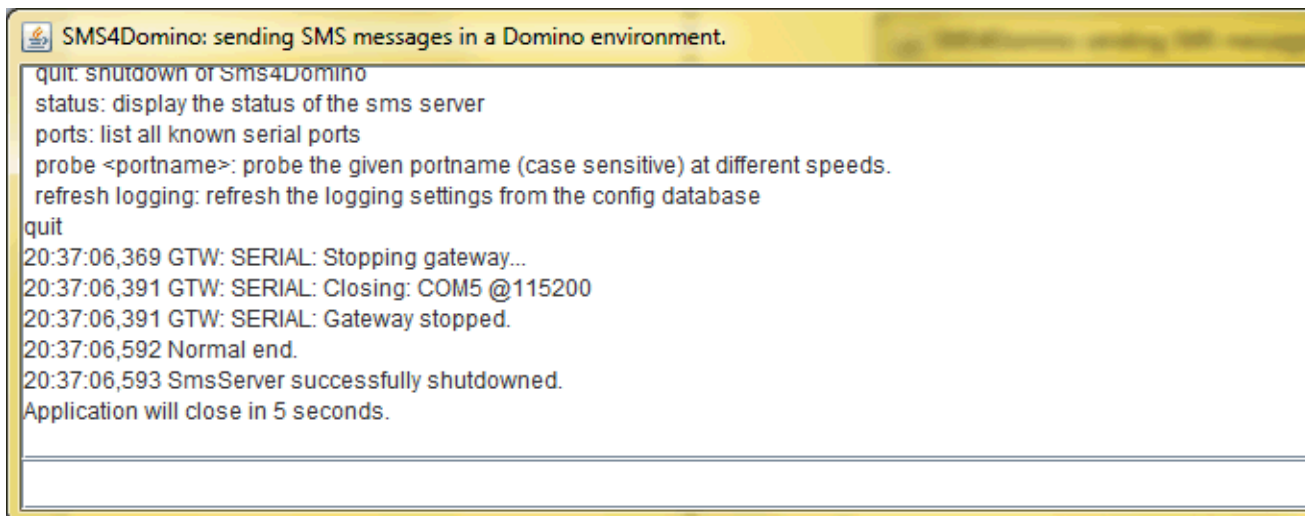 SMS4Domino: sending SMS messages in a Domino environment.
quit: shutdown of Sms4Domino
status: display the status of the sms server
ports: list all known serial ports
probe <portname>: probe the given portname (case sensitive) at different speeds.
refresh logging: refresh the logging settings from the config database
quit
20:37:06,369 GTW: SERIAL: Stopping gateway...
20:37:06,391 GTW: SERIAL: Closing: COM5 @115200
20:37:06,391 GTW: SERIAL: Gateway stopped.
20:37:06,592 Normal end.
20:37:06,593 SmsServer successfully shutdowned.
Application will close in 5 seconds.